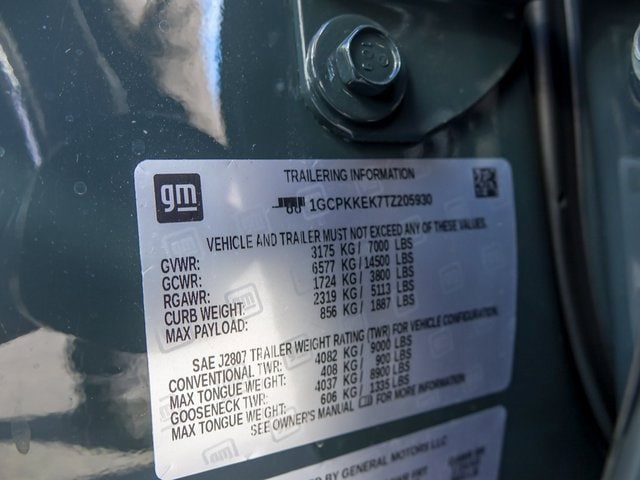 gm
TRAILERING INFORMATION
1GCPKKEK7TZ205930
VEHICLE AND TRAILER MUST NOT EXCEED ANY OF THESE VALUES.
GVWR: 3175 KG / 7000 LBS
GCWR: 6577 KG / 14500 LBS
RGAWR: 1724 KG / 3800 LBS
CURB WEIGHT: 2319 KG / 5113 LBS
MAX PAYLOAD: 856 KG / 1887 LBS
SAE J2807 TRAILER WEIGHT RATING (TWR) FOR VEHICLE CONFIGURATION.
CONVENTIONAL TWR: 4082 KG / 9000 LBS
MAX TONGUE WEIGHT: 408 KG / 900 LBS
GOOSENECK TWR: 4037 KG / 8900 LBS
MAX TONGUE WEIGHT: 606 KG / 1335 LBS
SEE OWNER'S MANUAL FOR MORE INFORMATION
BY GENERAL MOTORS LLC